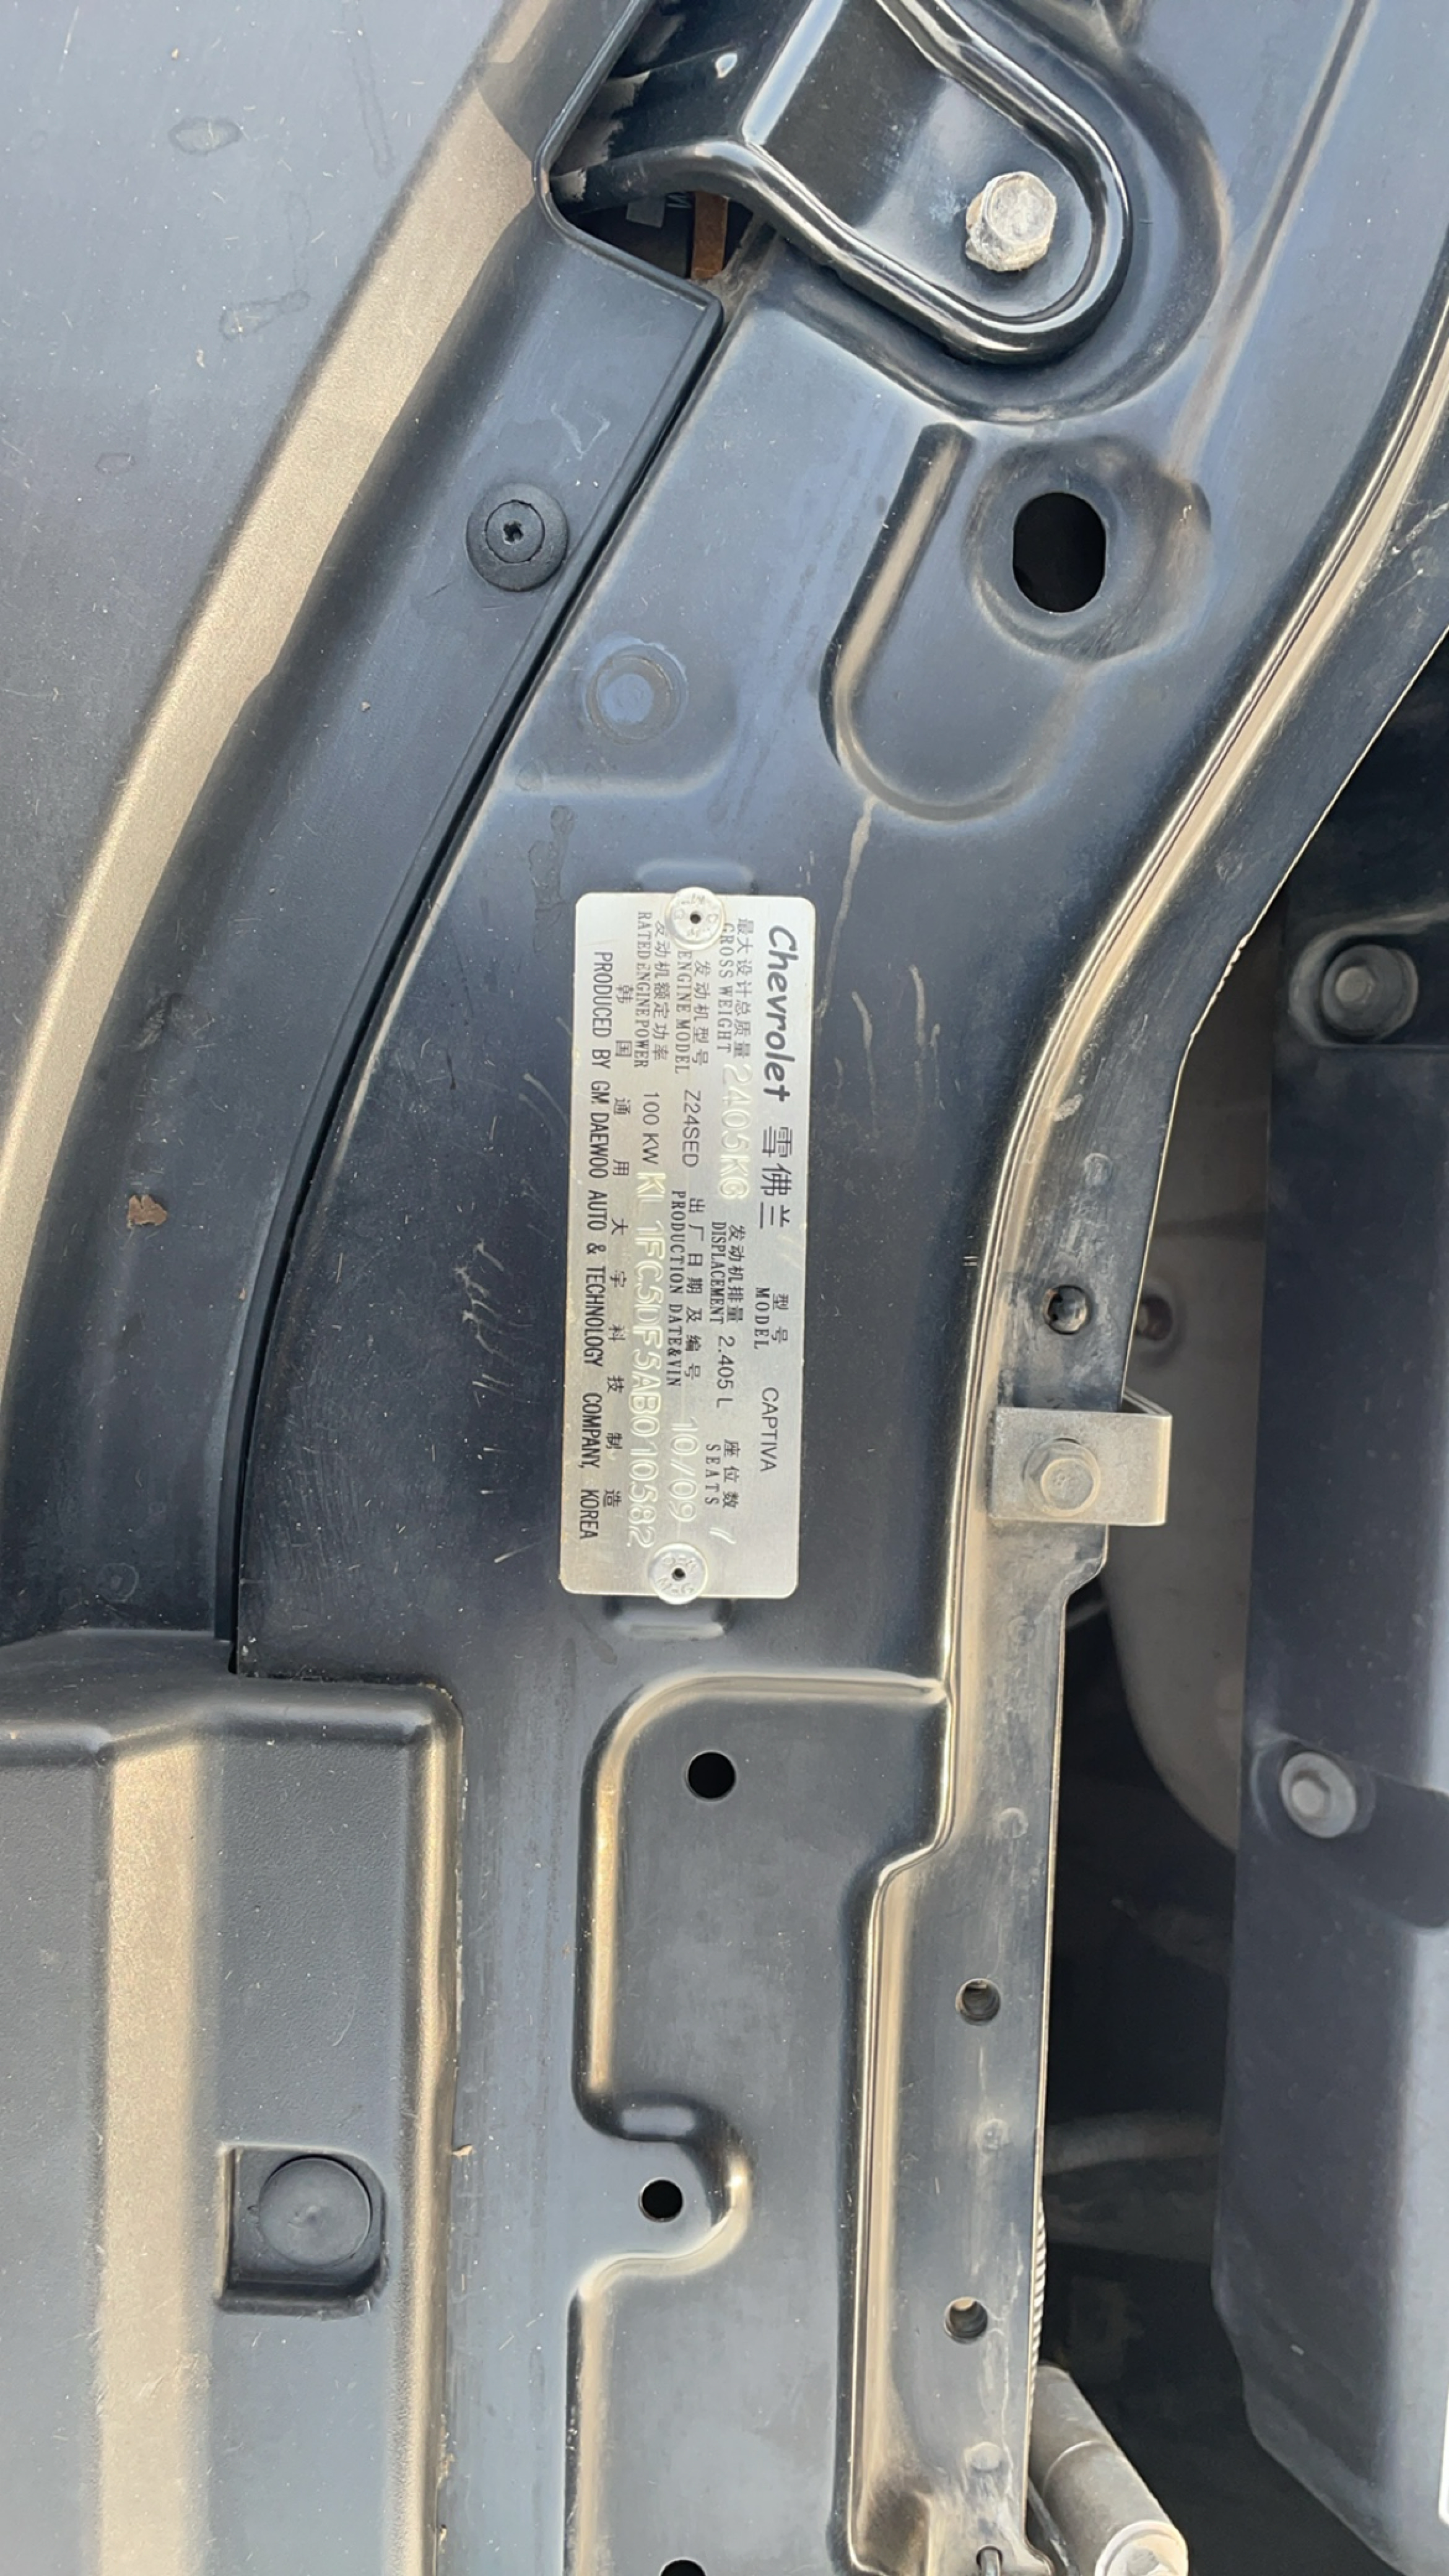 Chevrolet 雪佛兰 型号 MODEL CAPTIVA
最大设计总质量 GROSS WEIGHT 2405KG 发动机排量 DISPLACEMENT 2.405 L 座位数 SEATS 7
发动机型号 ENGINE MODEL Z24SED 出厂日期及编号 PRODUCTION DATE&VIN 10/09
发动机额定功率 RATED ENGINE POWER 100 KW KL1FC5DF5AB010582
韩国通用大宇科技制造
PRODUCED BY GM DAEWOO AUTO & TECHNOLOGY COMPANY, KOREA